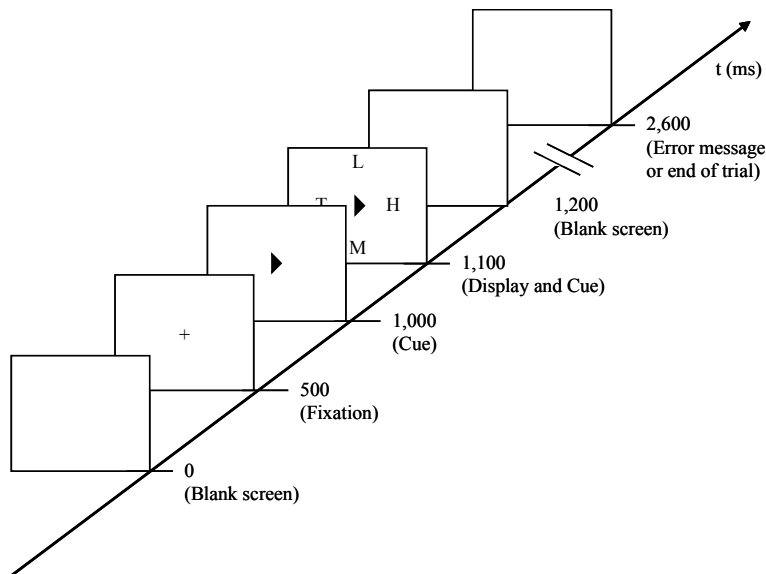 t (ms)
2,600
(Error message
or end of trial)
L
T
H
M
1,200
(Blank screen)
1,100
(Display and Cue)
1,000
(Cue)
+
500
(Fixation)
0
(Blank screen)